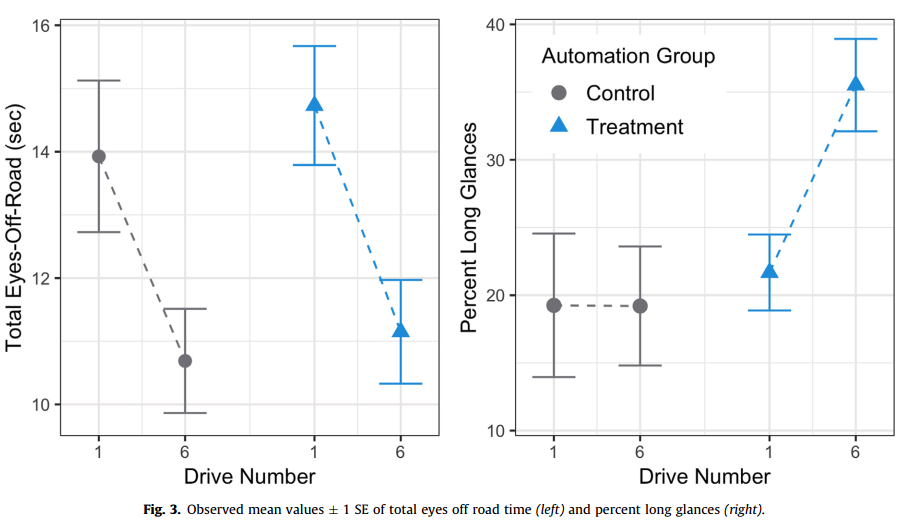 Total Eyes-Off-Road (sec)
16
14
12
10
1 6 1 6
Drive Number
Percent Long Glances
40
30
20
10
Automation Group
Control
Treatment
1 6 1 6
Drive Number
Fig. 3. Observed mean values ± 1 SE of total eyes off road time (left) and percent long glances (right).